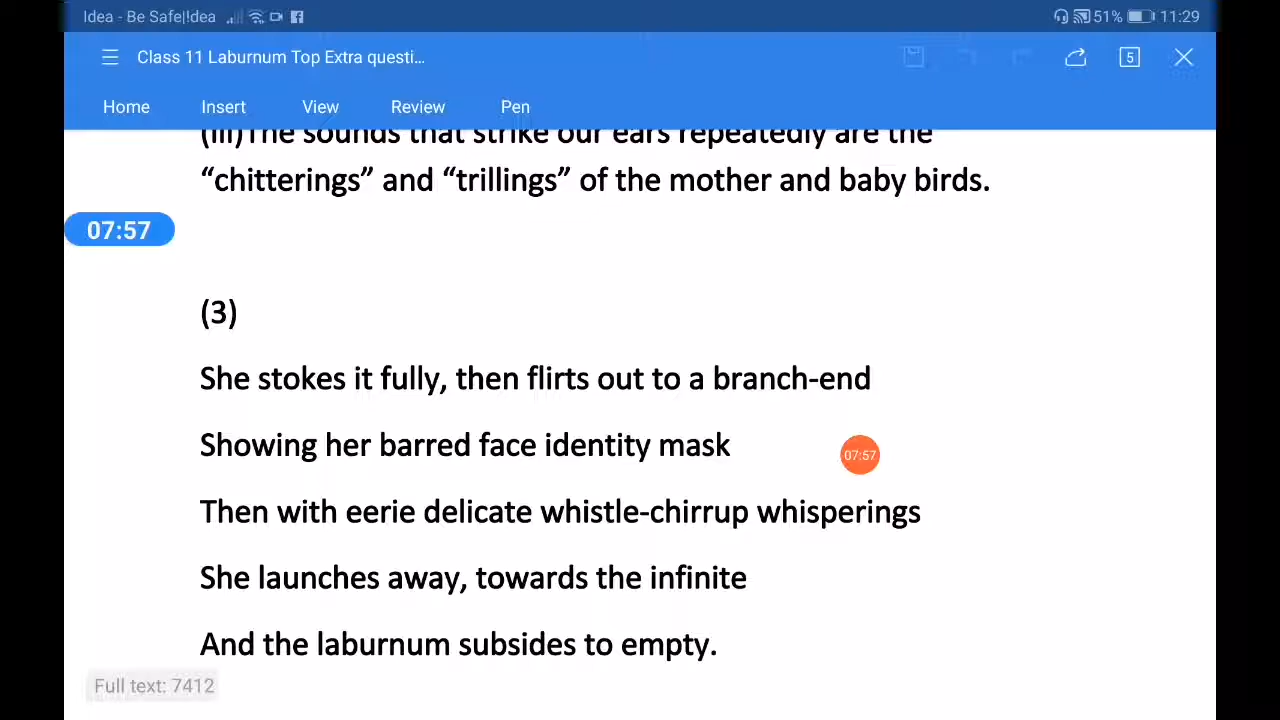 Idea - Be Safe|!dea 51% 11:29
Class 11 Laburnum Top Extra questi... 5
Home Insert View Review Pen
(iii)The sounds that strike our ears repeatedly are the
“chitterings” and “trillings” of the mother and baby birds.
07:57
(3)
She stokes it fully, then flirts out to a branch-end
Showing her barred face identity mask
07:57
Then with eerie delicate whistle-chirrup whisperings
She launches away, towards the infinite
And the laburnum subsides to empty.
Full text: 7412